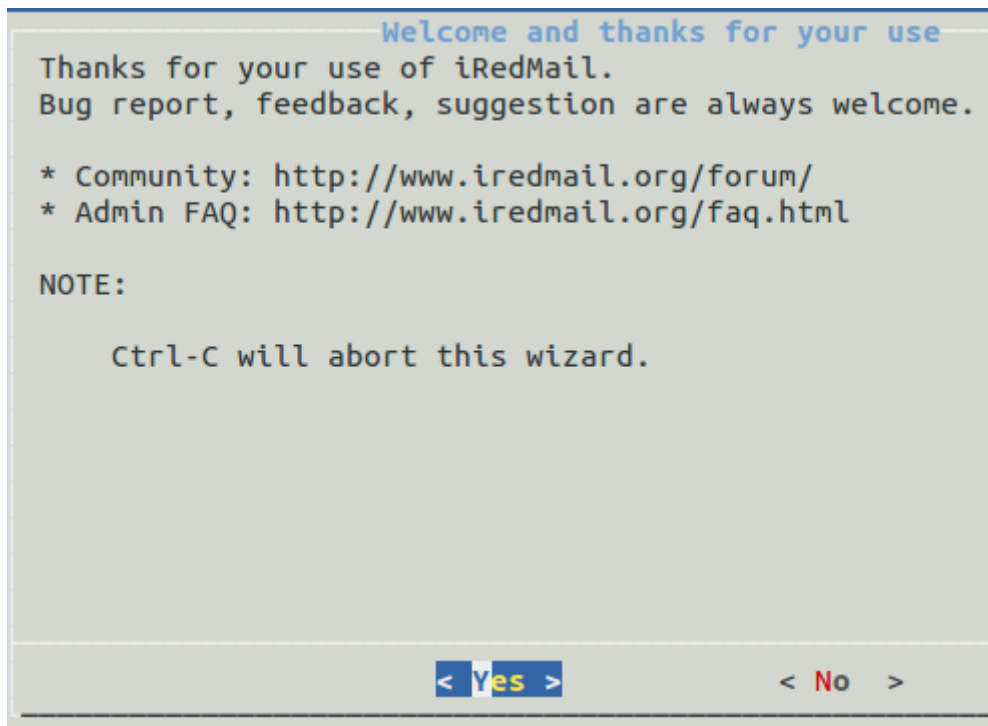 Welcome and thanks for your use
Thanks for your use of iRedMail.
Bug report, feedback, suggestion are always welcome.
* Community: http://www.iredmail.org/forum/
* Admin FAQ: http://www.iredmail.org/faq.html
NOTE:
Ctrl-C will abort this wizard.
< Yes > < No >